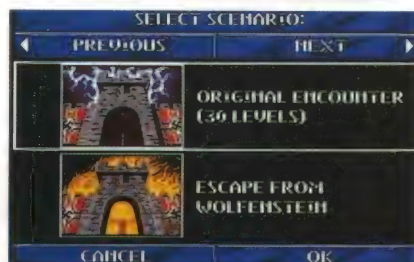 SELECT SCENARIO:
PREVIOUS NEXT
ORIGINAL ENCOUNTER
(30 LEVELS)
ESCAPE FROM
WOLFENSTEIN
CANCEL OK